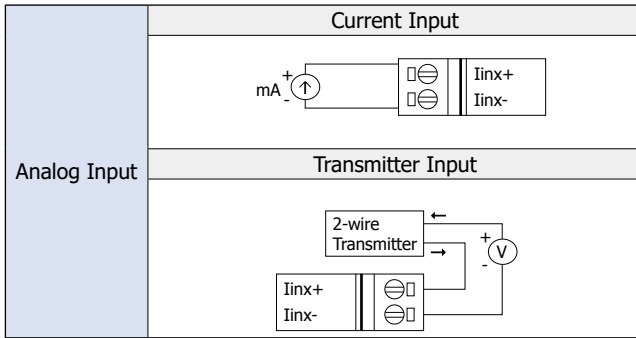 Analog Input
Current Input
mA
+
-
Iinx+
Iinx-
Transmitter Input
2-wire
Transmitter
+
V
-
Iinx+
Iinx-